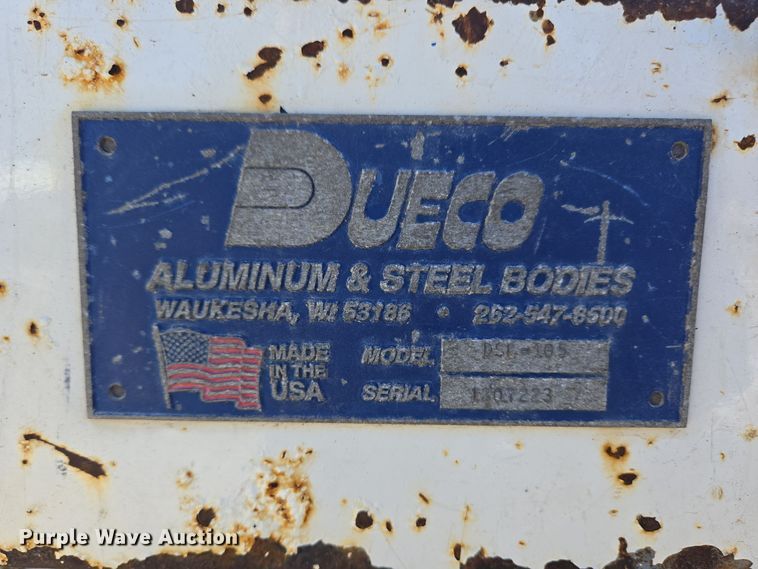 DUECO
ALUMINUM & STEEL BODIES
WAUKESHA, WI 53186 • 262-547-8500
MADE IN THE USA
MODEL
SERIAL
Purple Wave Auction